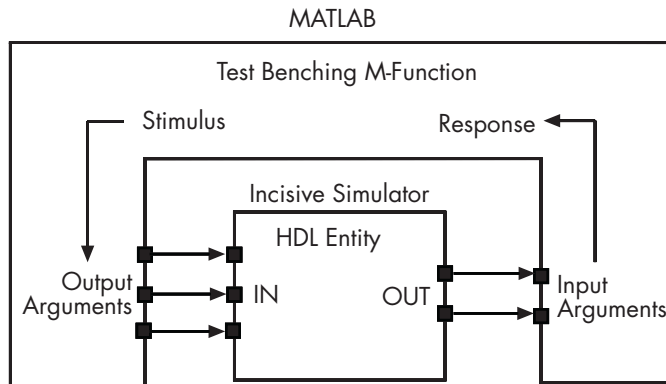 MATLAB
Test Benching M-Function
Stimulus
Response
Incisive Simulator
HDL Entity
Output
Arguments
IN
OUT
Input
Arguments